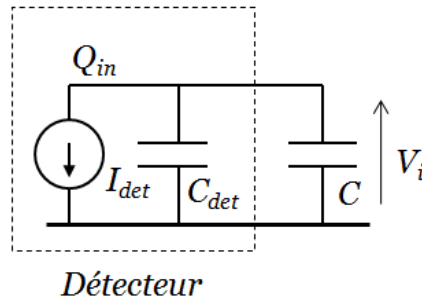 Q_in
I_det
C_det
C
V_i
Détecteur